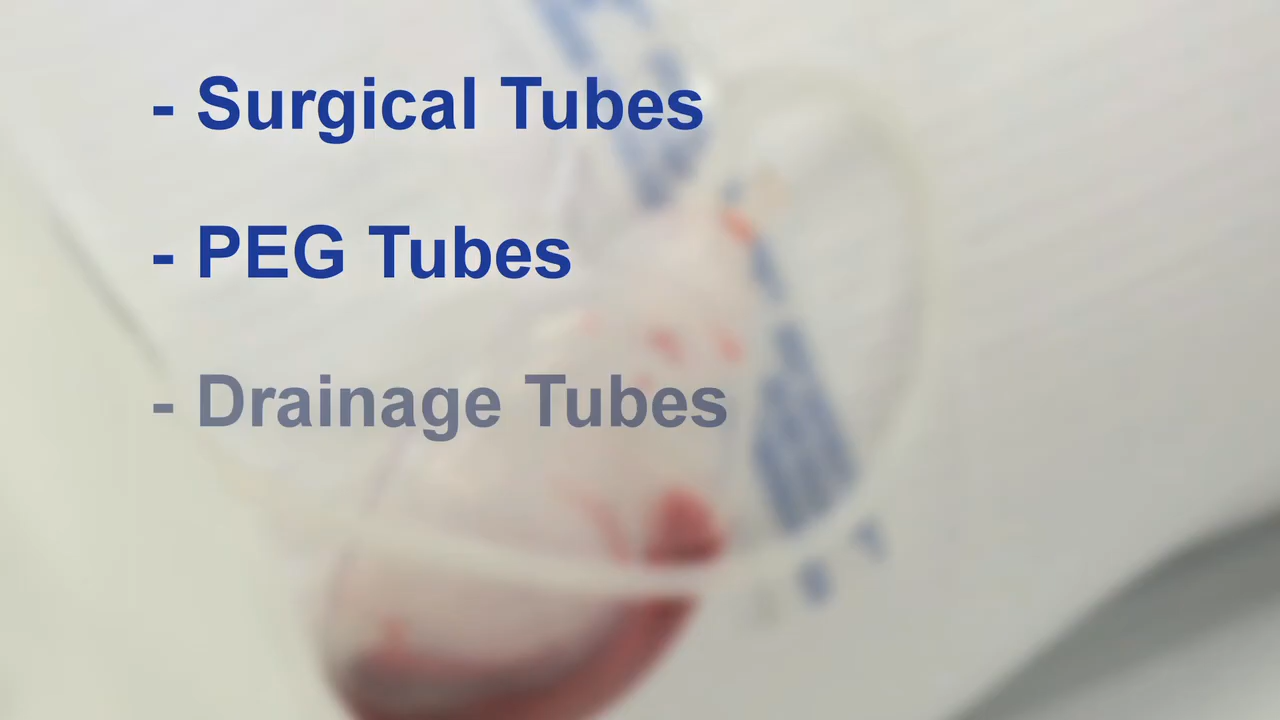 - Surgical Tubes
- PEG Tubes
- Drainage Tubes